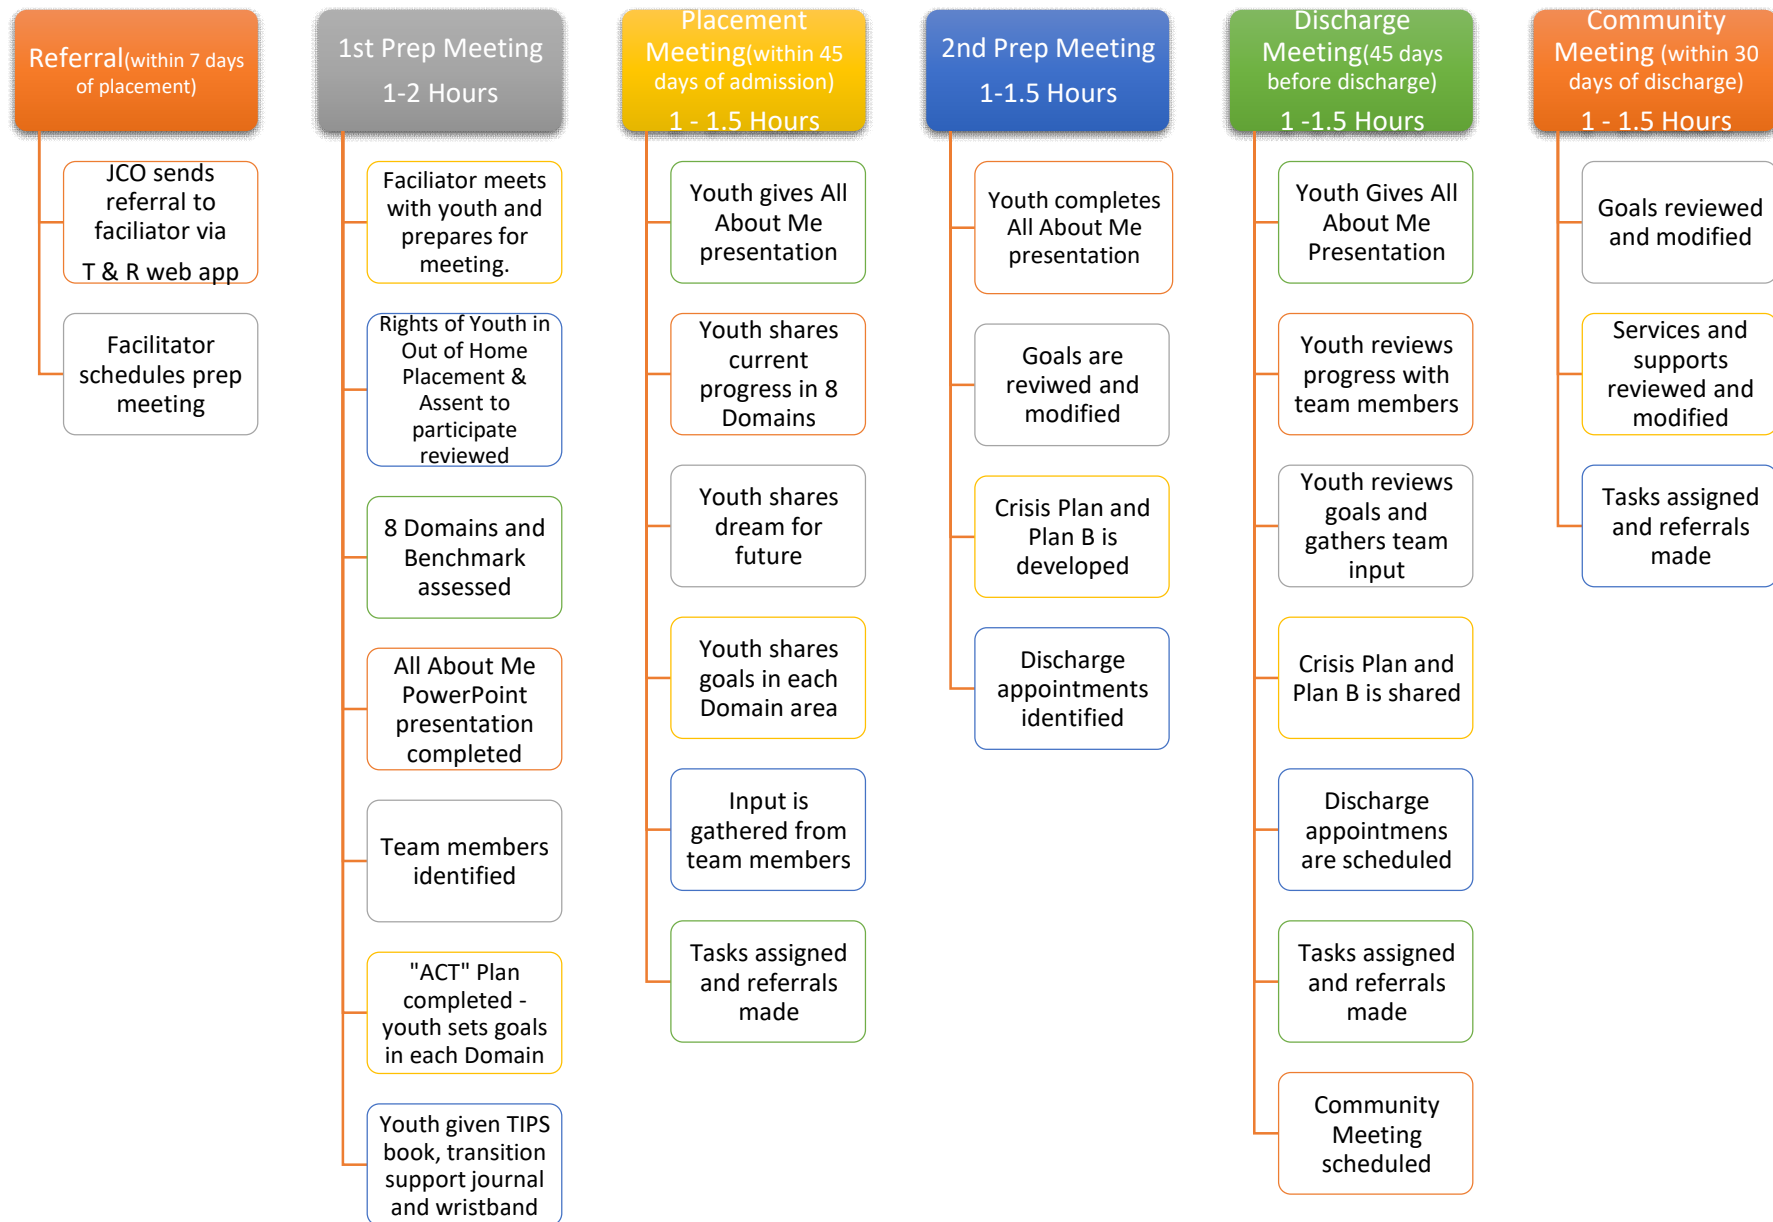 Referral(within 7 days
of placement)
JCO sends
referral to
faciliator via
T & R web app
Facilitator
schedules prep
meeting
1st Prep Meeting
1-2 Hours
Faciliator meets
with youth and
prepares for
meeting.
Rights of Youth in
Out of Home
Placement &
Assent to
participate
reviewed
8 Domains and
Benchmark
assessed
All About Me
PowerPoint
presentation
completed
Team members
identified
"ACT" Plan
completed -
youth sets goals
in each Domain
Youth given TIPS
book, transition
support journal
and wristband
Placement
Meeting(within 45
days of admission)
1 - 1.5 Hours
Youth gives All
About Me
presentation
Youth shares
current
progress in 8
Domains
Youth shares
dream for
future
Youth shares
goals in each
Domain area
Input is
gathered from
team members
Tasks assigned
and referrals
made
2nd Prep Meeting
1-1.5 Hours
Youth completes
All About Me
presentation
Goals are
reviwed and
modified
Crisis Plan and
Plan B is
developed
Discharge
appointments
identified
Discharge
Meeting(45 days
before discharge)
1 -1.5 Hours
Youth Gives All
About Me
Presentation
Youth reviews
progress with
team members
Youth reviews
goals and
gathers team
input
Crisis Plan and
Plan B is shared
Discharge
appointmens
are scheduled
Tasks assigned
and referrals
made
Community
Meeting
scheduled
Community
Meeting (within 30
days of discharge)
1 - 1.5 Hours
Goals reviewed
and modified
Services and
supports
reviewed and
modified
Tasks assigned
and referrals
made